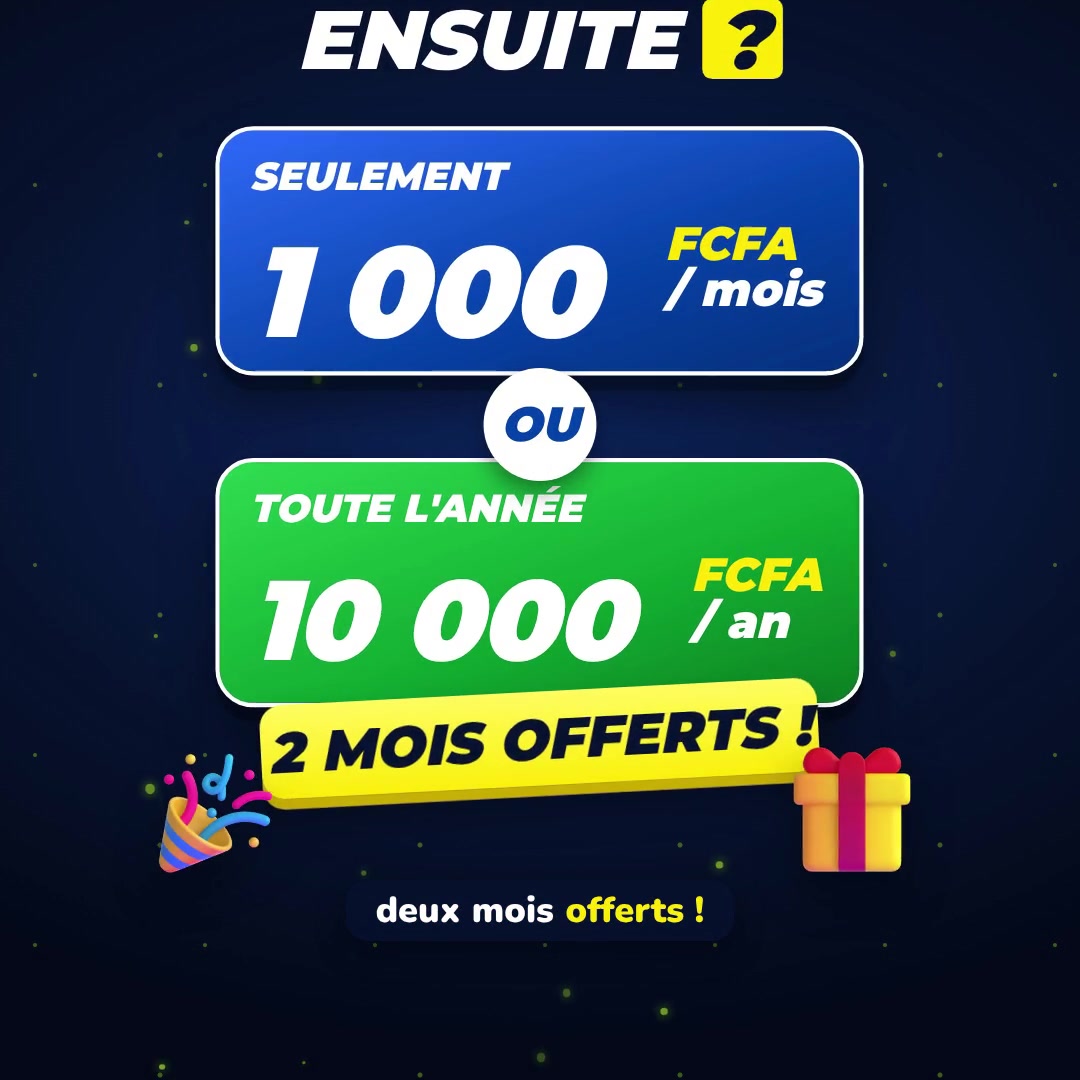 ENSUITE ?
SEULEMENT
1 000
FCFA
/ mois
OU
TOUTE L'ANNÉE
10 000
FCFA
/ an
2 MOIS OFFERTS !
deux mois offerts !